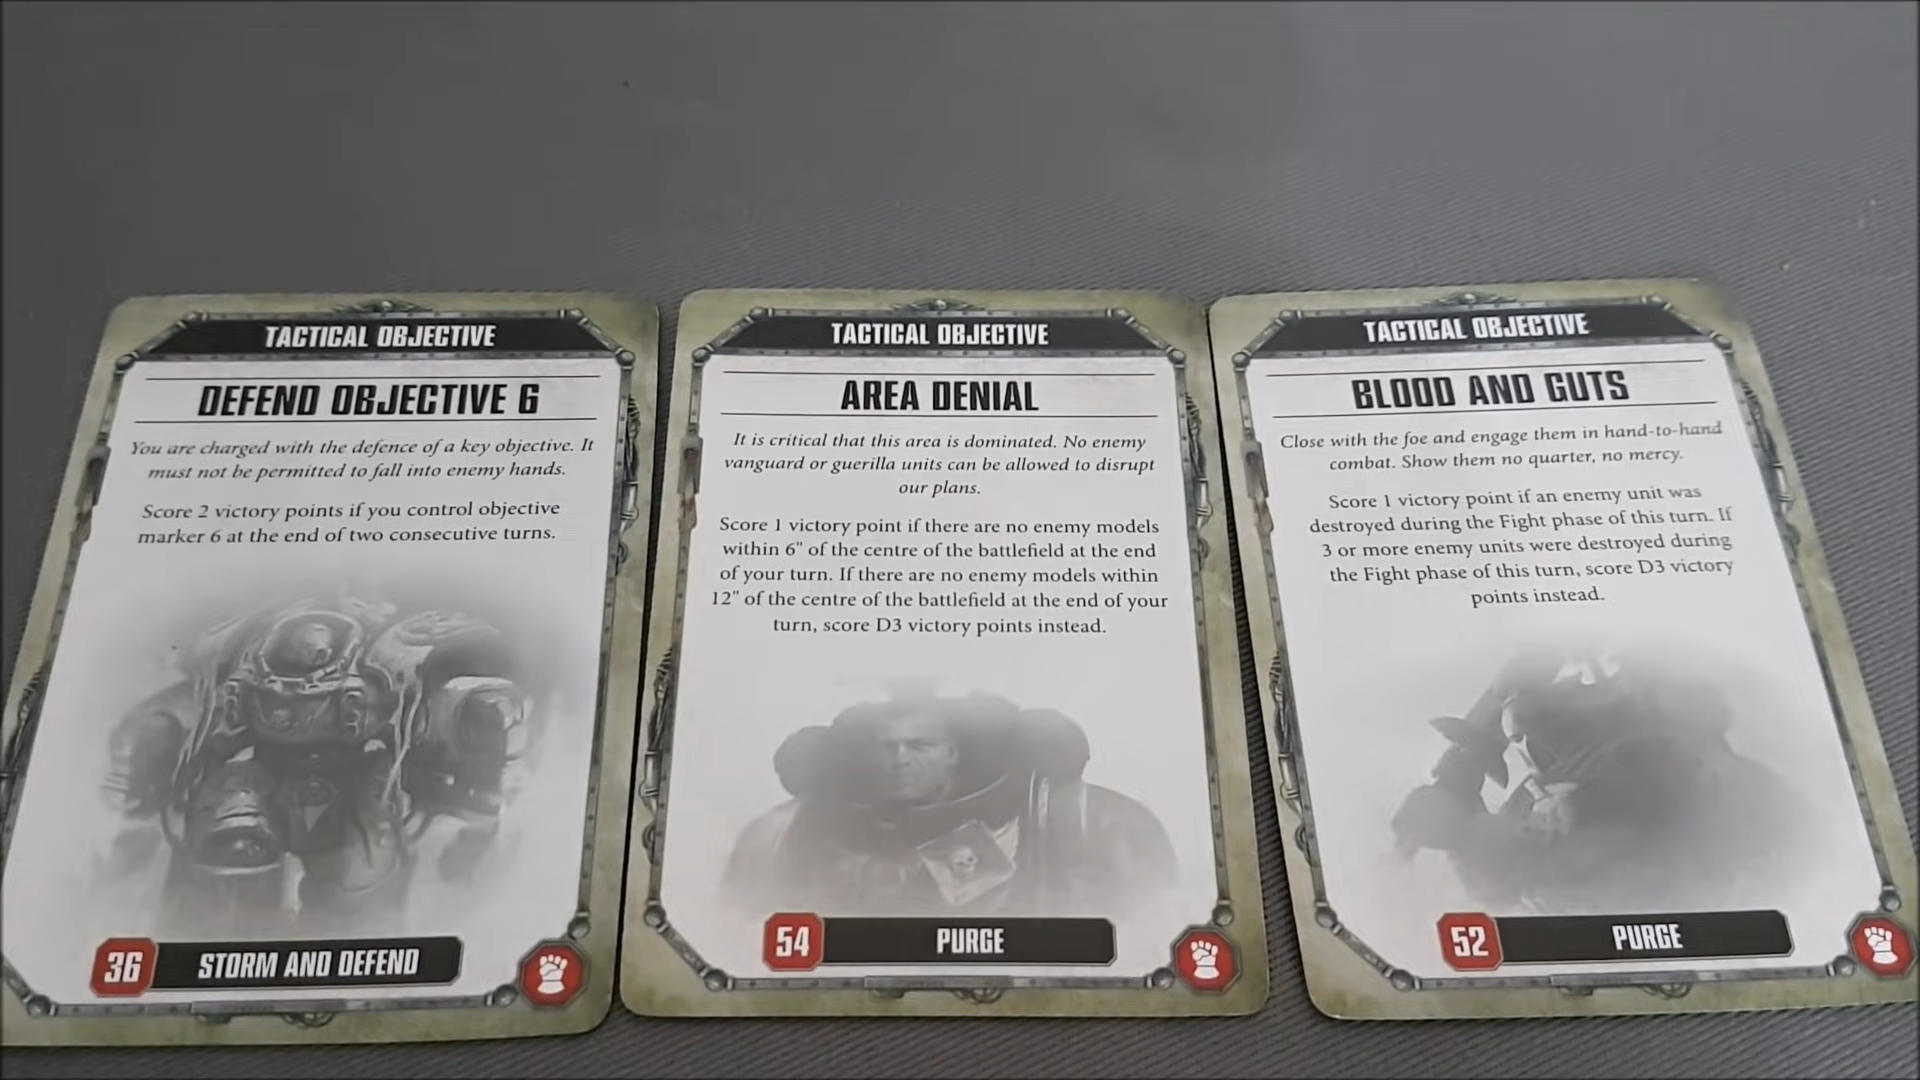 TACTICAL OBJECTIVE
DEFEND OBJECTIVE 6
You are charged with the defence of a key objective. It
must not be permitted to fall into enemy hands.
Score 2 victory points if you control objective
marker 6 at the end of two consecutive turns.
36
STORM AND DEFEND
TACTICAL OBJECTIVE
AREA DENIAL
It is critical that this area is dominated. No enemy
vanguard or guerilla units can be allowed to disrupt
our plans.
Score 1 victory point if there are no enemy models
within 6" of the centre of the battlefield at the end
of your turn. If there are no enemy models within
12" of the centre of the battlefield at the end of your
turn, score D3 victory points instead.
54
PURGE
TACTICAL OBJECTIVE
BLOOD AND GUTS
Close with the foe and engage them in hand-to-hand
combat. Show them no quarter, no mercy.
Score 1 victory point if an enemy unit was
destroyed during the Fight phase of this turn. If
3 or more enemy units were destroyed during
the Fight phase of this turn, score D3 victory
points instead.
52
PURGE